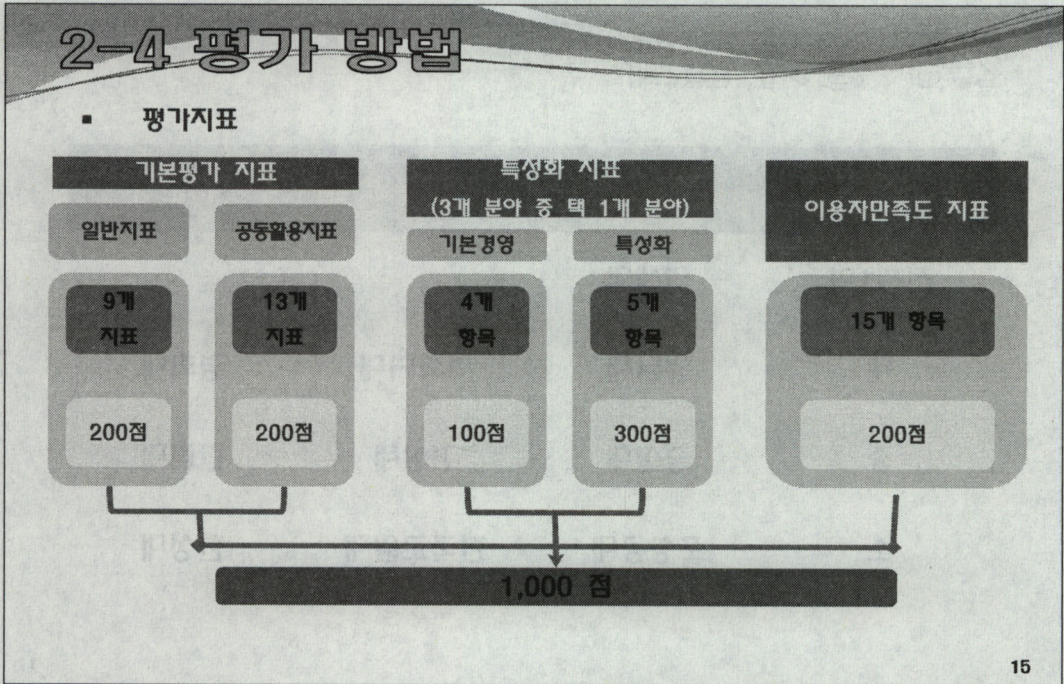 2-4 평가 방법
▪ 평가지표
기본평가 지표
일반지표
공동활용지표
9개
지표
13개
지표
200점
200점
특성화 지표
(3개 분야 중 택 1개 분야)
기본경영
특성화
4개
항목
5개
항목
100점
300점
이용자만족도 지표
15개 항목
200점
1,000 점
15